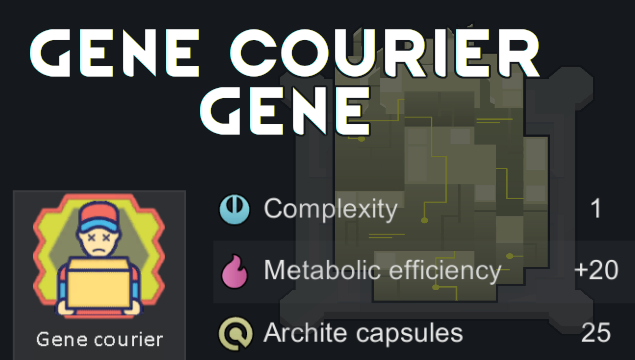 GENE COURIER
GENE
Complexity 1
Metabolic efficiency +20
Archite capsules 25
Gene courier